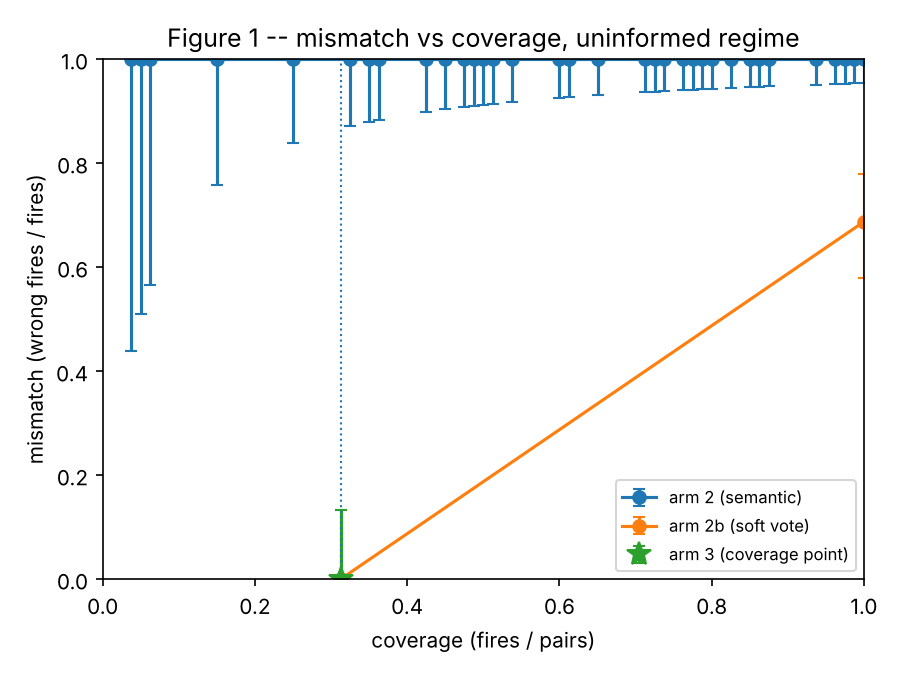 Figure 1 -- mismatch vs coverage, uninformed regime
mismatch (wrong fires / fires)
1.0
0.8
0.6
0.4
0.2
0.0
0.0 0.2 0.4 0.6 0.8 1.0
coverage (fires / pairs)
arm 2 (semantic)
arm 2b (soft vote)
arm 3 (coverage point)